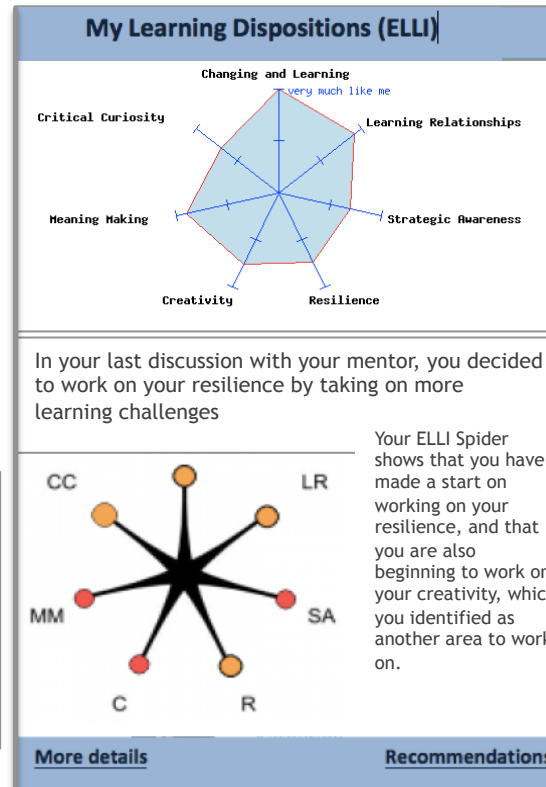 My Learning Dispositions (ELLI)
Changing and Learning
very much like me
Critical Curiosity
Learning Relationships
Meaning Making
Strategic Awareness
Creativity
Resilience
In your last discussion with your mentor, you decided
to work on your resilience by taking on more
learning challenges
Your ELLI Spider
shows that you have
made a start on
working on your
resilience, and that
you are also
beginning to work on
your creativity, which
you identified as
another area to work
on.
CC
LR
MM
SA
C
R
More details
Recommendations